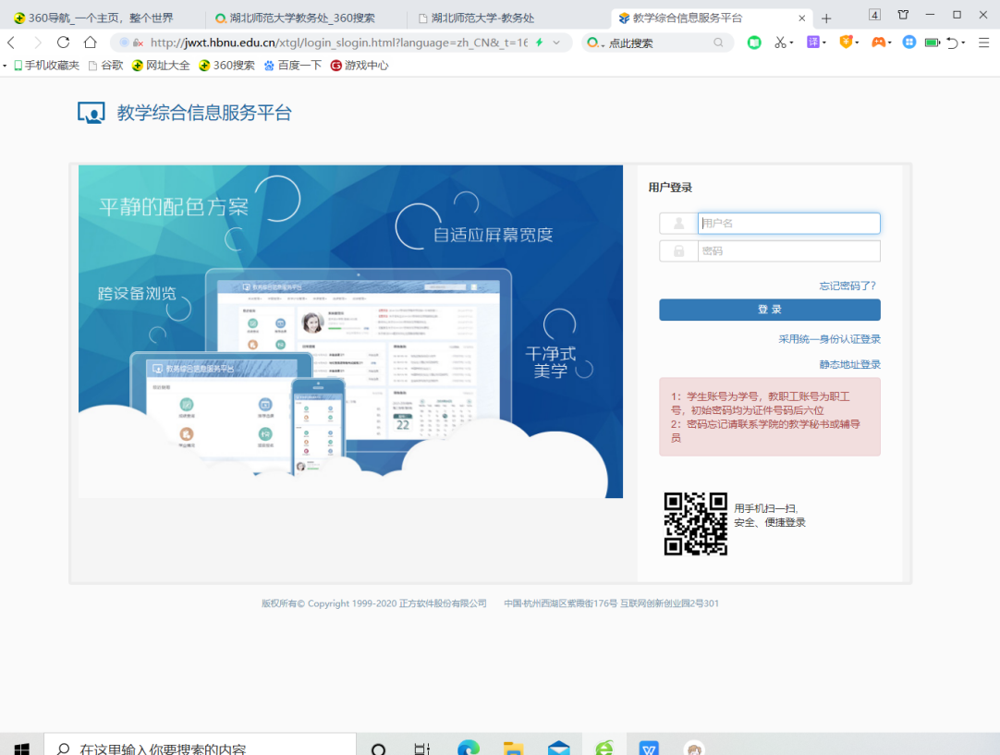 360导航_一个主页，整个世界
湖北师范大学教务处_360搜索
湖北师范大学-教务处
教学综合信息服务平台
4
http://jwxt.hbnu.edu.cn/xtgl/login_slogin.html?language=zh_CN&_t=16
点此搜索
译
手机收藏夹
谷歌
网址大全
360搜索
百度一下
游戏中心
教学综合信息服务平台
平静的配色方案
自适应屏幕宽度
跨设备浏览
干净式
美学
教务综合信息服务平台
22
用户登录
用户名
密码
忘记密码了?
登 录
采用统一身份认证登录
静态地址登录
1：学生账号为学号，教职工账号为职工
号，初始密码均为证件号码后六位
2：密码忘记请联系学院的教学秘书或辅导
员
用手机扫一扫,
安全、便捷登录
版权所有© Copyright 1999-2020 正方软件股份有限公司 中国·杭州西湖区紫霞街176号 互联网创新创业园2号301
在这里输入你要搜索的内容